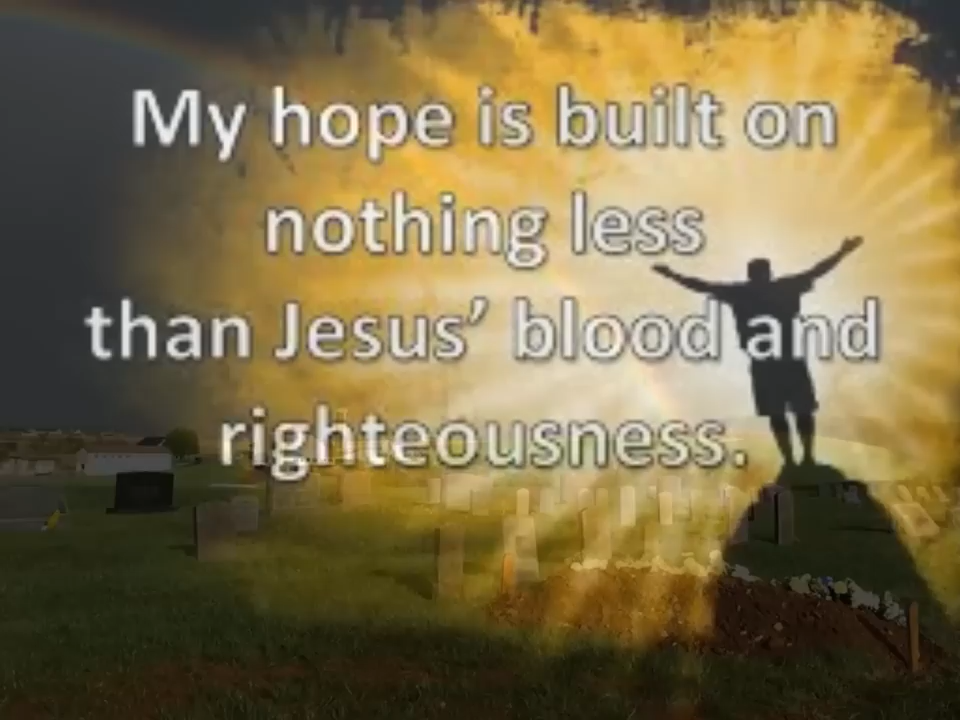 My hope is built on
nothing less
than Jesus’ blood and
righteousness.